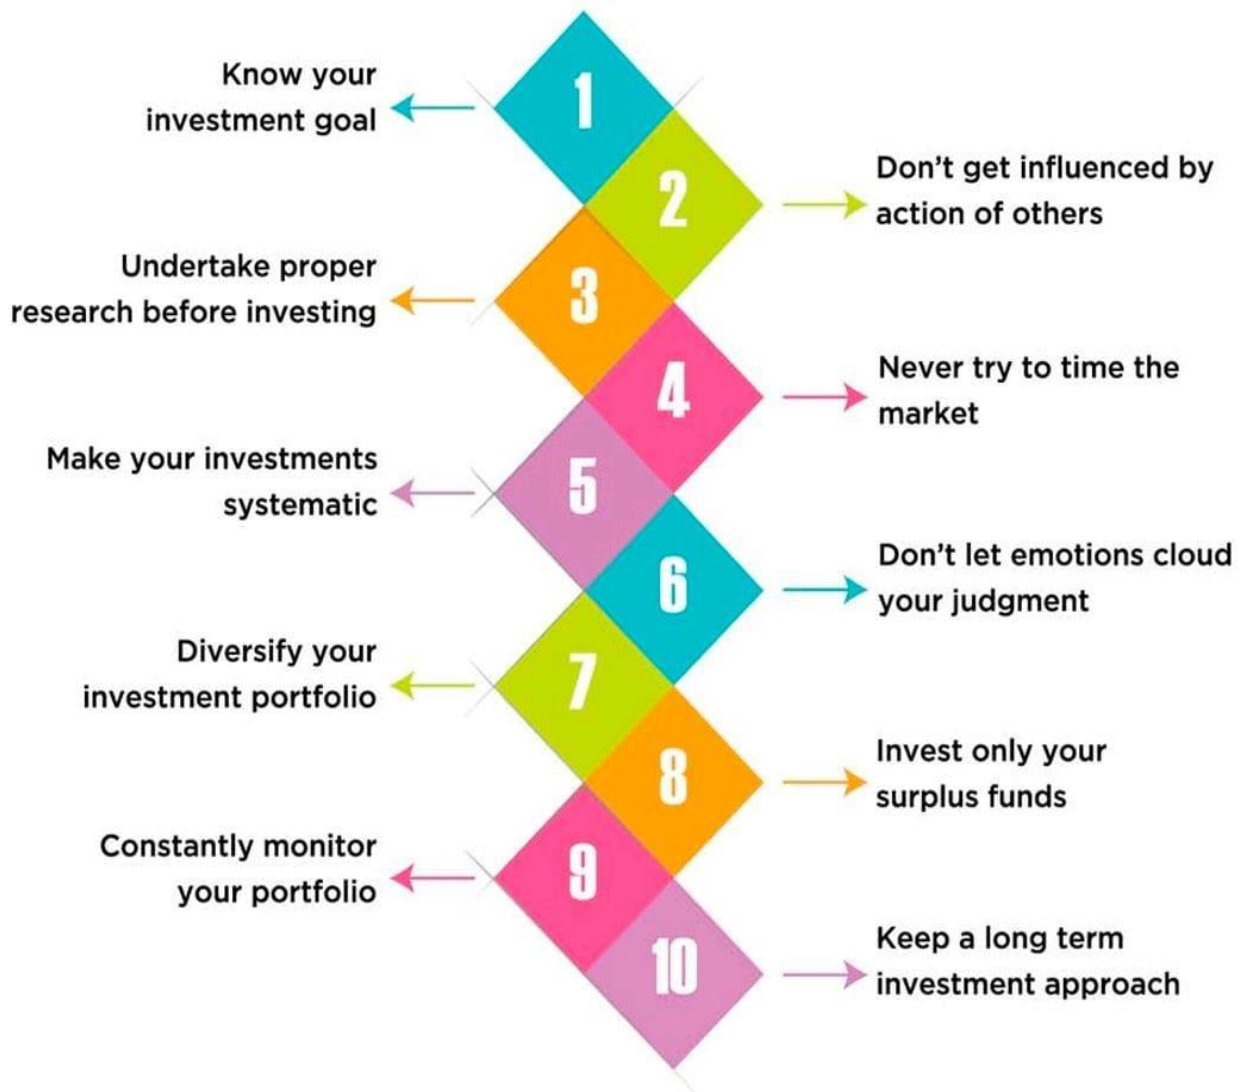 1
Know your
investment goal
2
Don't get influenced by
action of others
3
Undertake proper
research before investing
4
Never try to time the
market
5
Make your investments
systematic
6
Don't let emotions cloud
your judgment
7
Diversify your
investment portfolio
8
Invest only your
surplus funds
9
Constantly monitor
your portfolio
10
Keep a long term
investment approach